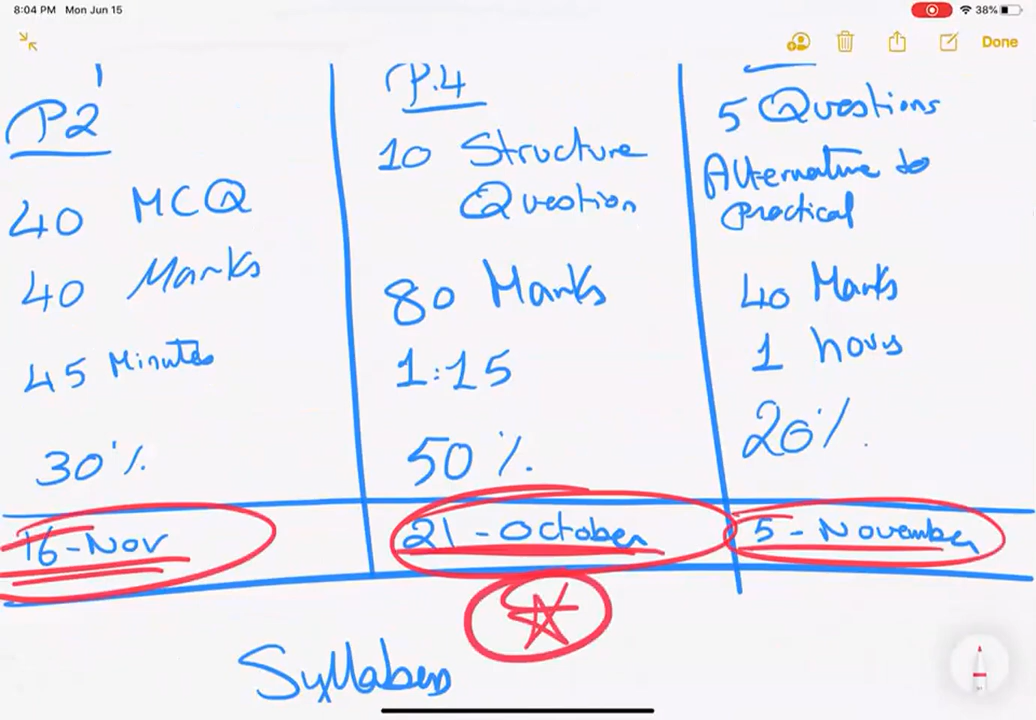 8:04 PM Mon Jun 15
38%
Done
P2
40 MCQ
40 Marks
45 Minutes
30%
16-Nov
P.4
10 Structure
Question
80 Marks
1:15
50%
21-October
5 Questions
Alternative to
practical
40 Marks
1 hours
20%
5-November
Syllabus